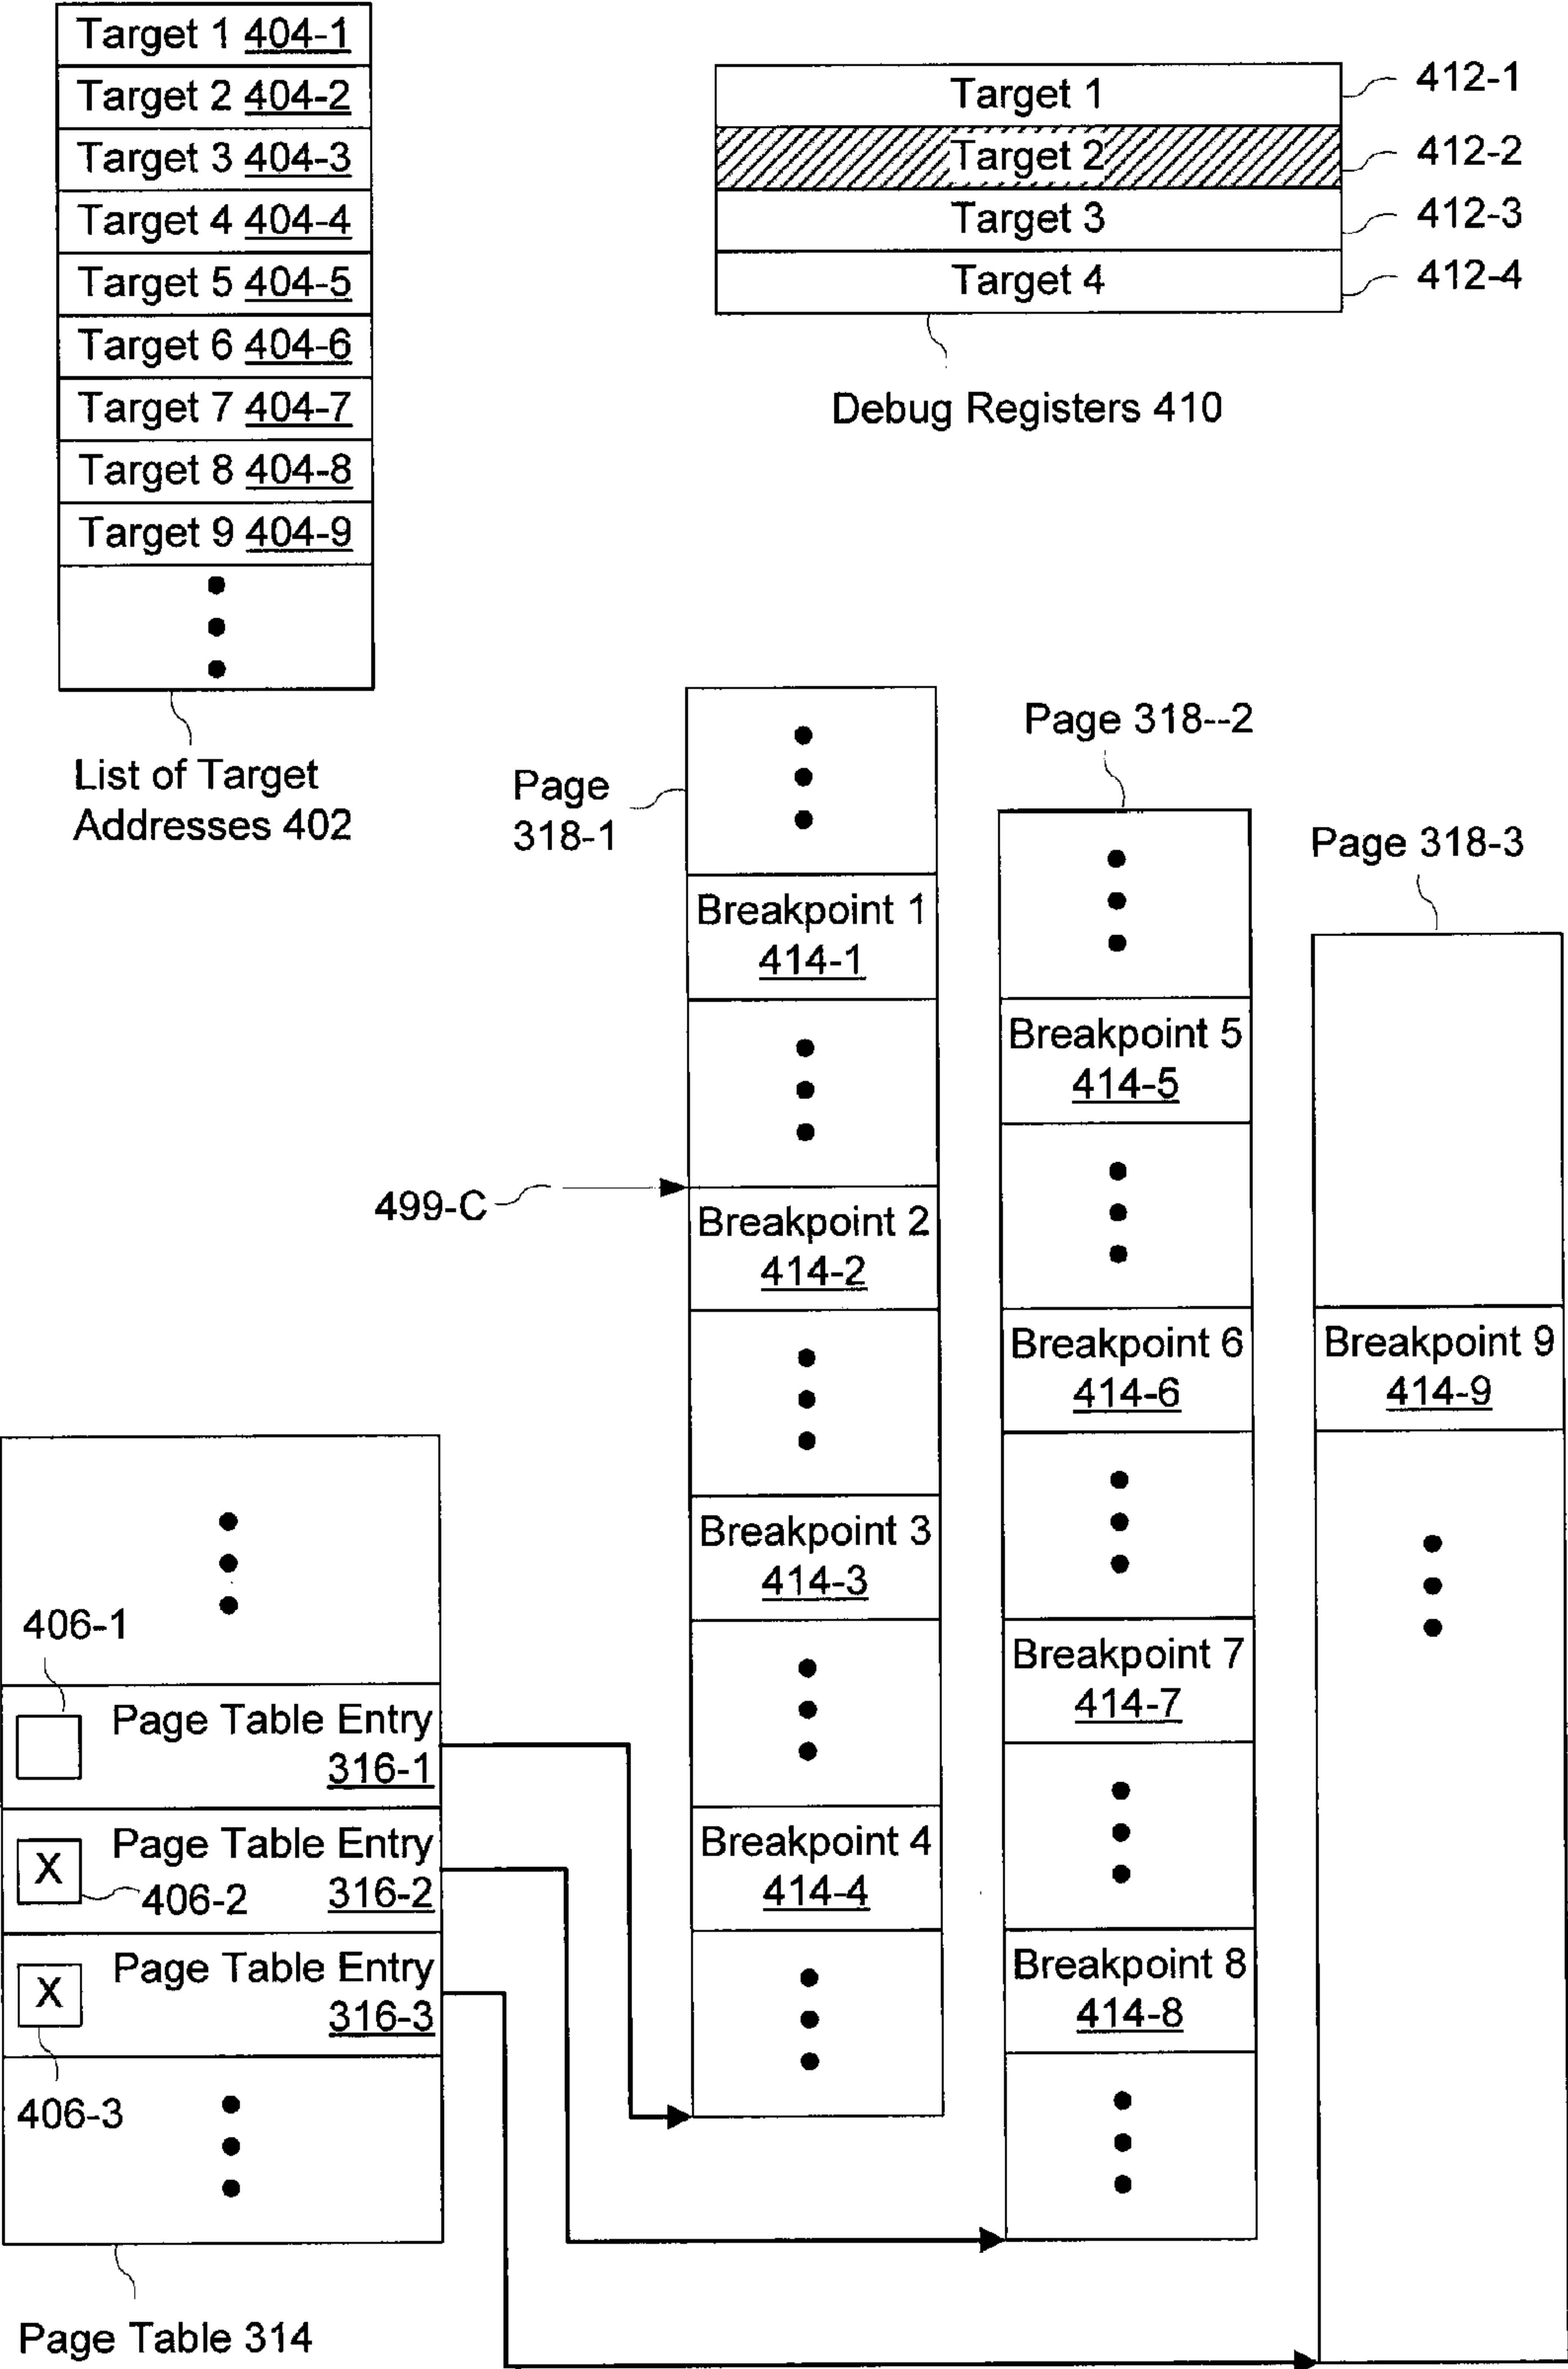 Target 1 404-1
Target 2 404-2
Target 3 404-3
Target 4 404-4
Target 5 404-5
Target 6 404-6
Target 7 404-7
Target 8 404-8
Target 9 404-9
List of Target
Addresses 402
Target 1
412-1
Target 2
412-2
Target 3
412-3
Target 4
412-4
Debug Registers 410
Page
318-1
Breakpoint 1
414-1
499-C
Breakpoint 2
414-2
Breakpoint 3
414-3
Breakpoint 4
414-4
Page 318--2
Breakpoint 5
414-5
Breakpoint 6
414-6
Breakpoint 7
414-7
Breakpoint 8
414-8
Page 318-3
Breakpoint 9
414-9
406-1
Page Table Entry
316-1
X
Page Table Entry
406-2
316-2
X
Page Table Entry
316-3
406-3
Page Table 314